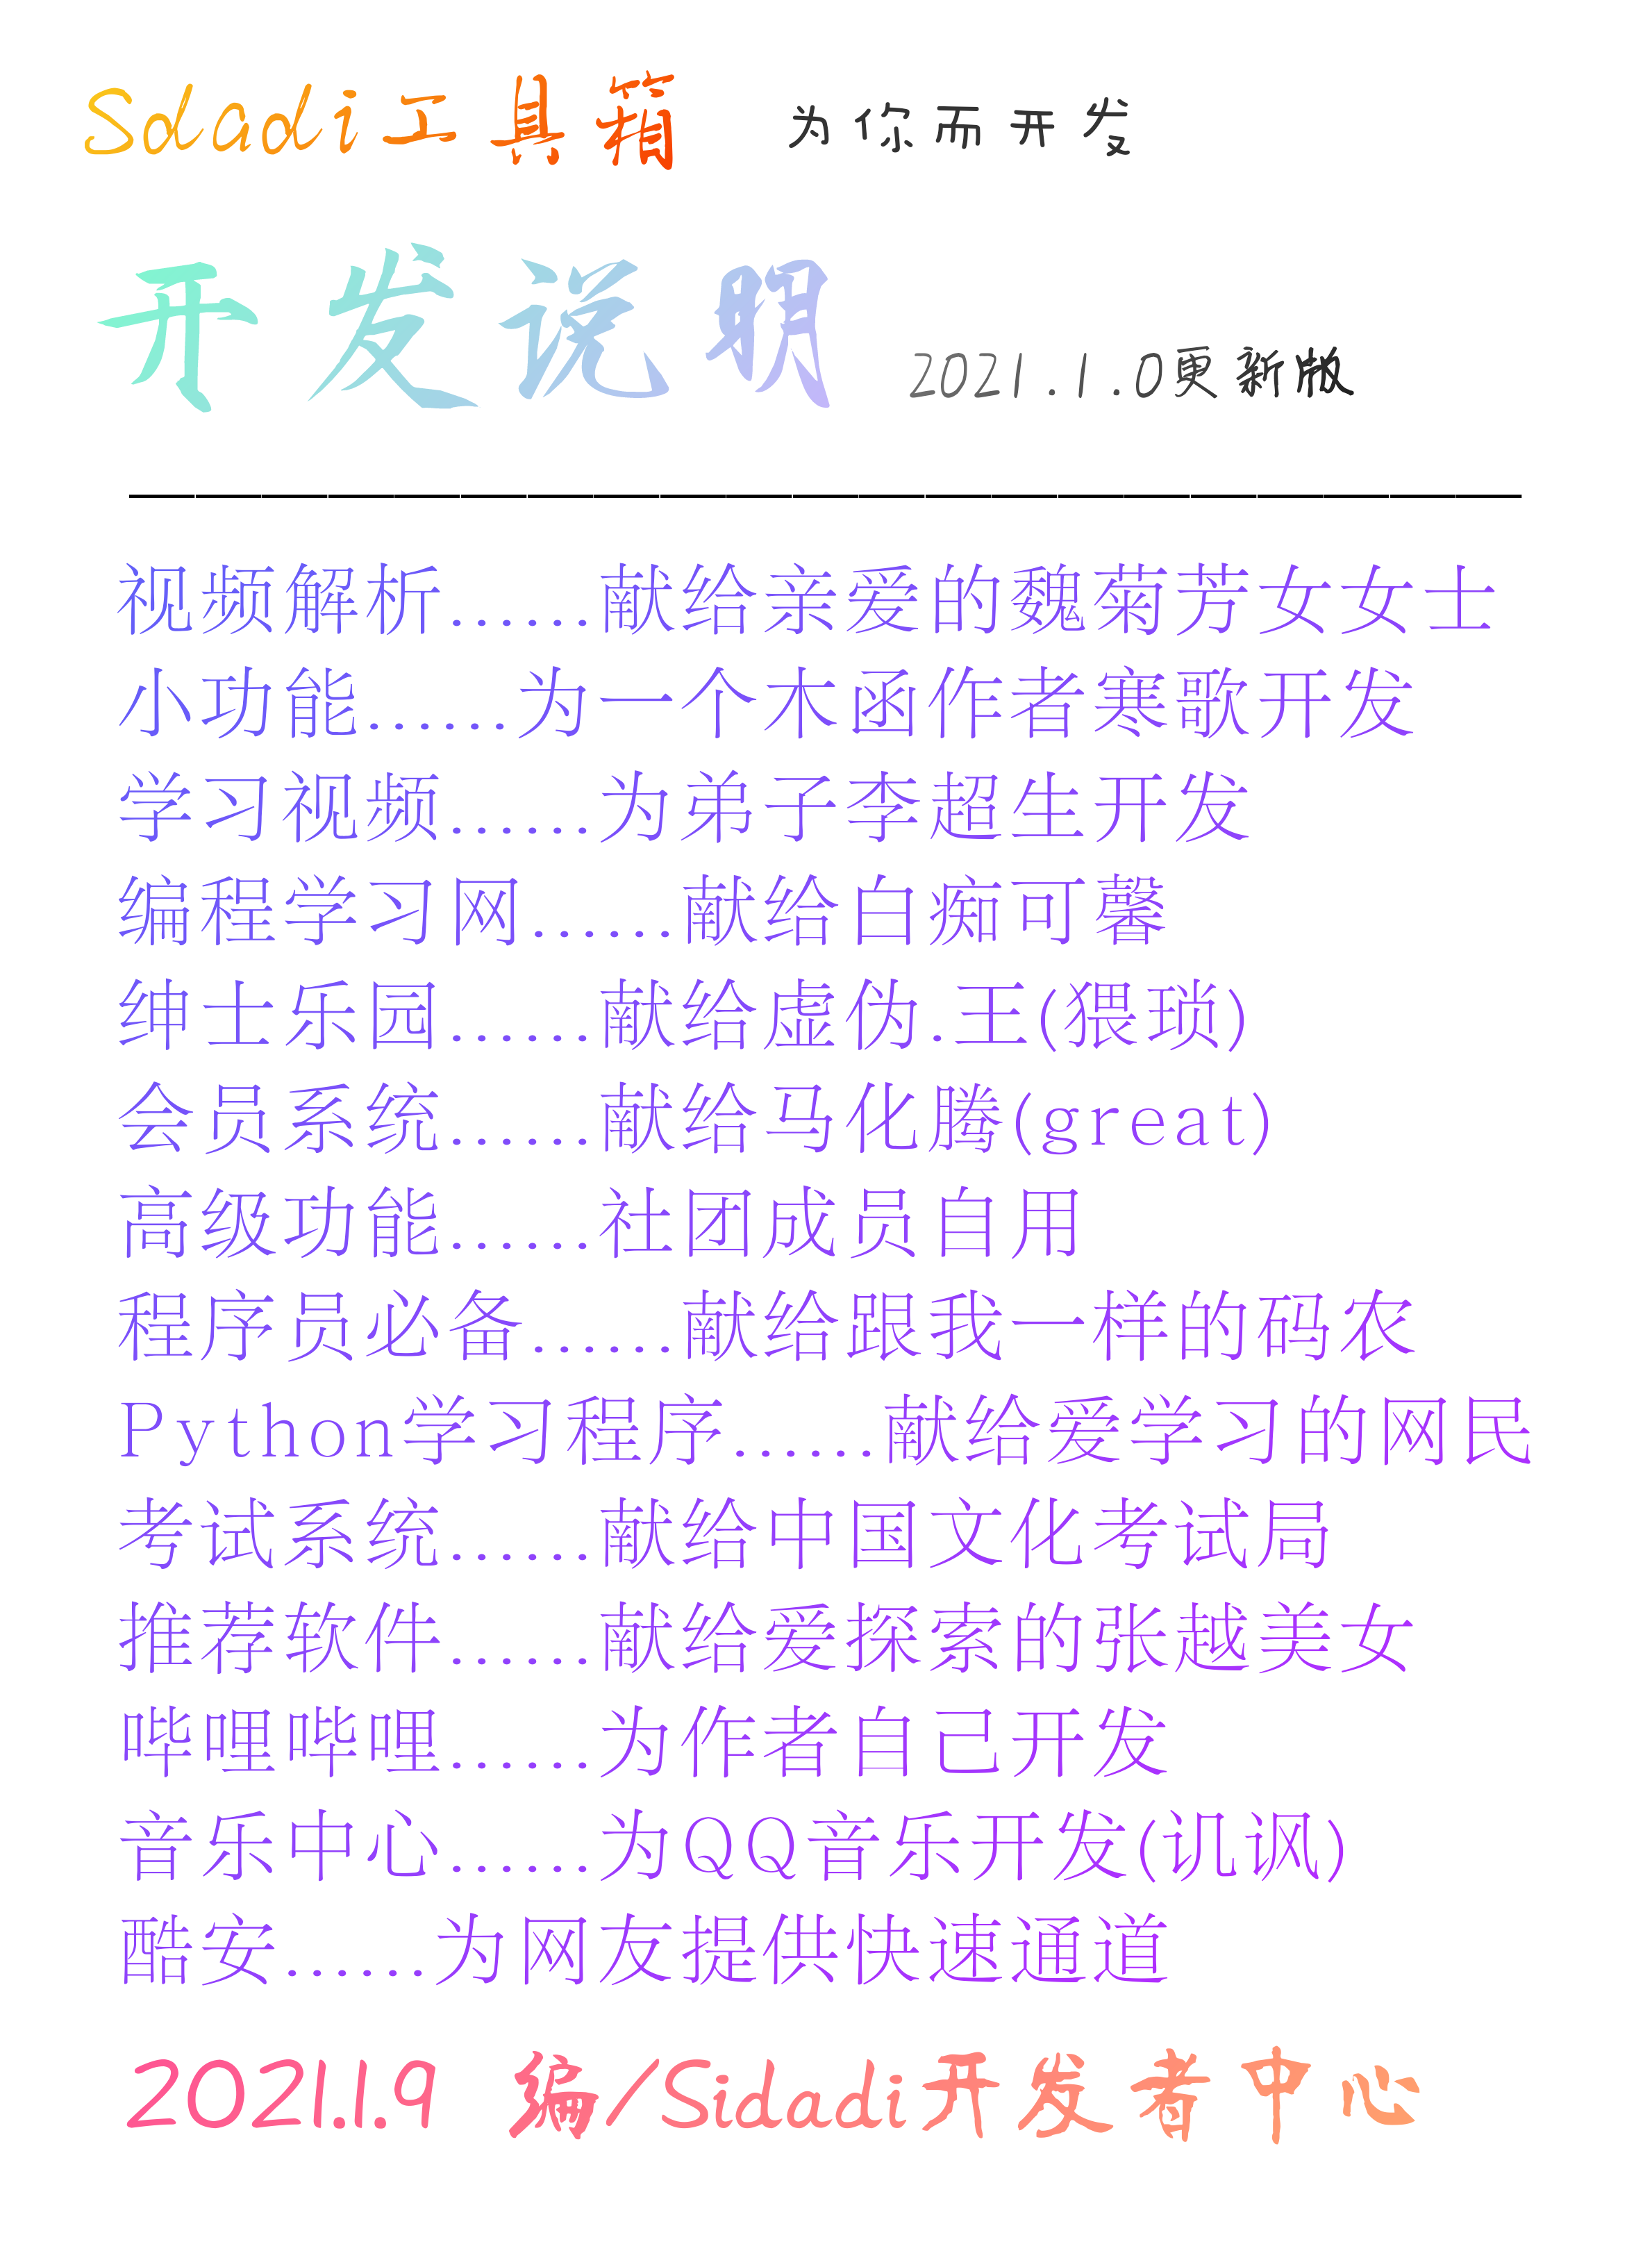 Sdadi工具箱 为你而开发
开发说明 2021.1.0更新版
视频解析……献给亲爱的魏菊芳女女士
小功能……为一个木函作者寒歌开发
学习视频……为弟子李超生开发
编程学习网……献给白痴可馨
绅士乐园……献给虚伪.王(猥琐)
会员系统……献给马化腾(great)
高级功能……社团成员自用
程序员必备……献给跟我一样的码农
Python学习程序……献给爱学习的网民
考试系统……献给中国文化考试局
推荐软件……献给爱探索的张越美女
哔哩哔哩……为作者自己开发
音乐中心……为QQ音乐开发(讥讽)
酷安……为网友提供快速通道
2021.1.9 编/Sidadi开发者中心